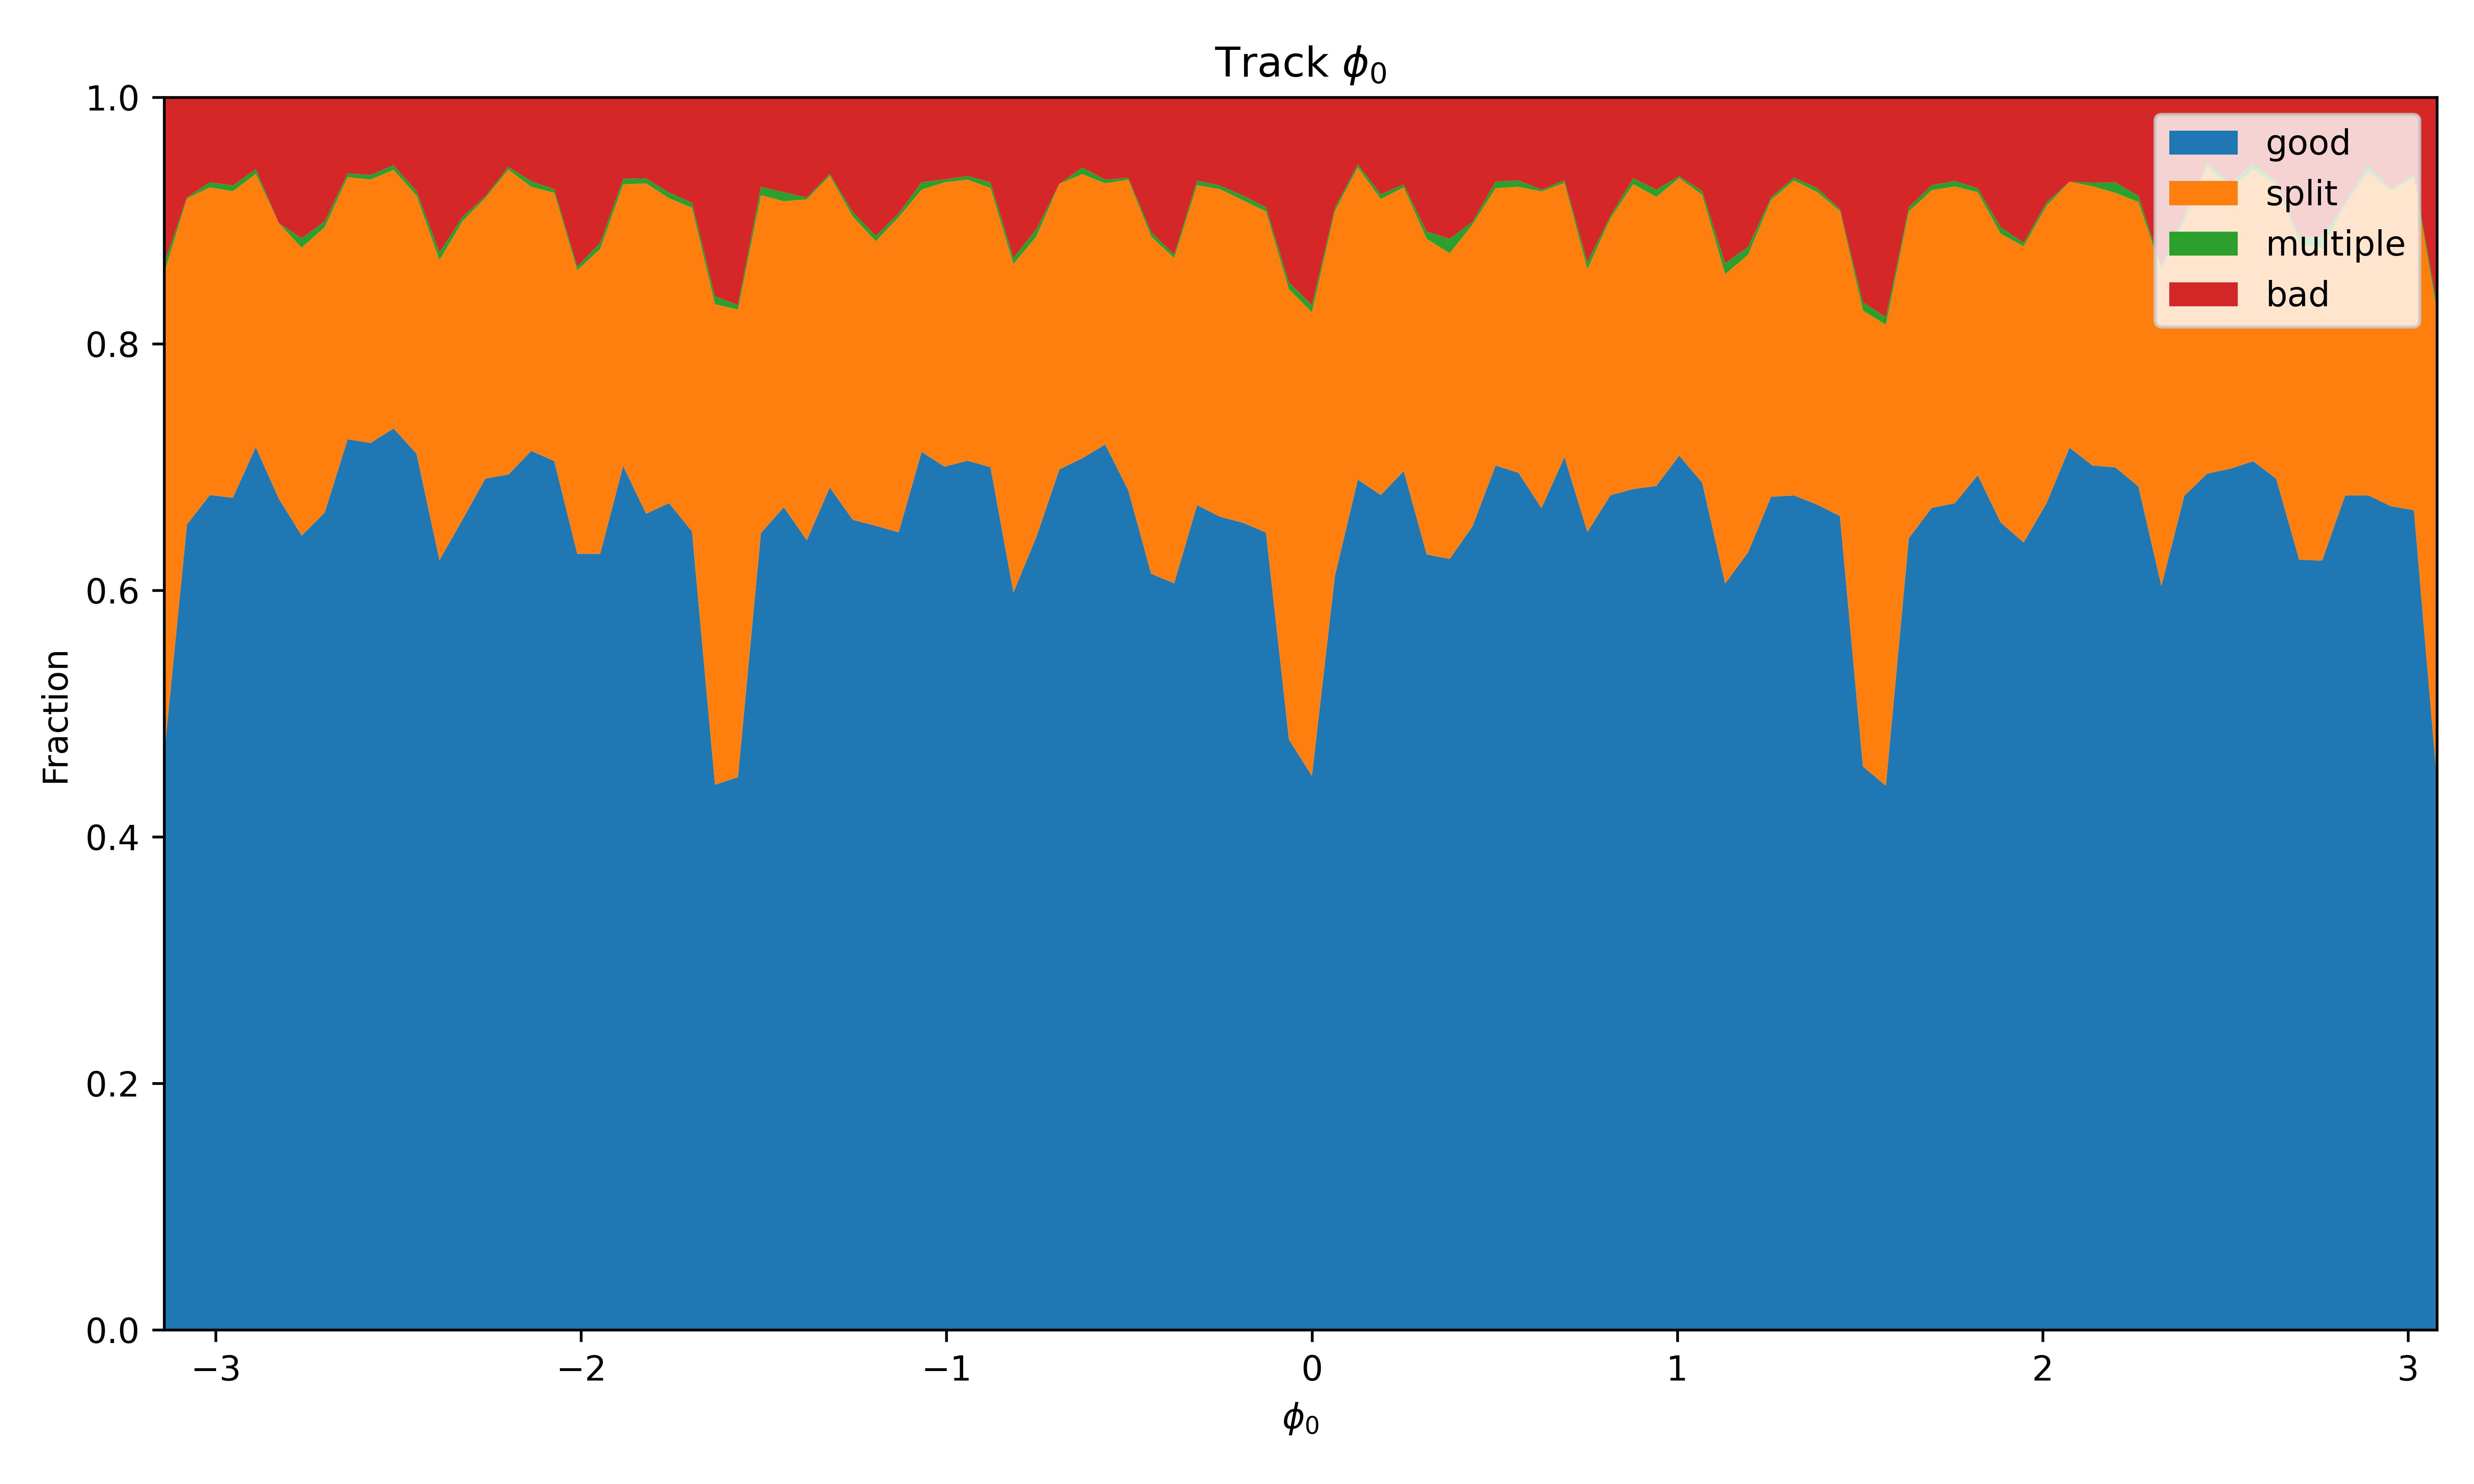 Track ϕ₀
1.0
0.8
0.6
0.4
0.2
0.0
Fraction
good
split
multiple
bad
−3 −2 −1 0 1 2 3
ϕ₀